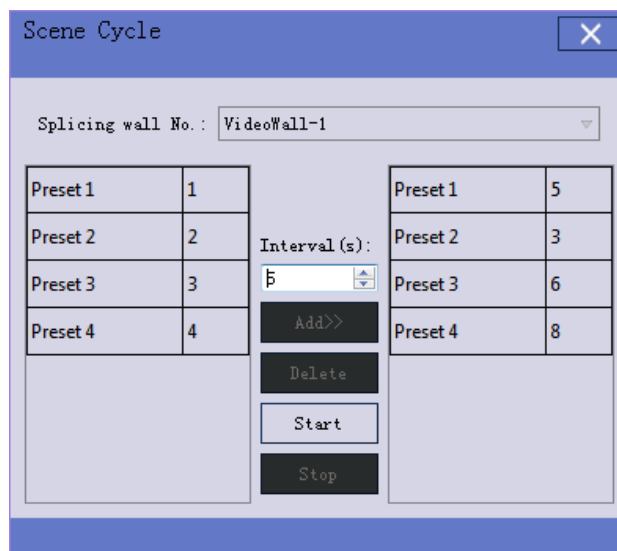 Scene Cycle
Splicing wall No.: VideoWall-1
Preset 1 1
Preset 2 2
Preset 3 3
Preset 4 4
Interval(s):
5
Add>>
Delete
Start
Stop
Preset 1 5
Preset 2 3
Preset 3 6
Preset 4 8